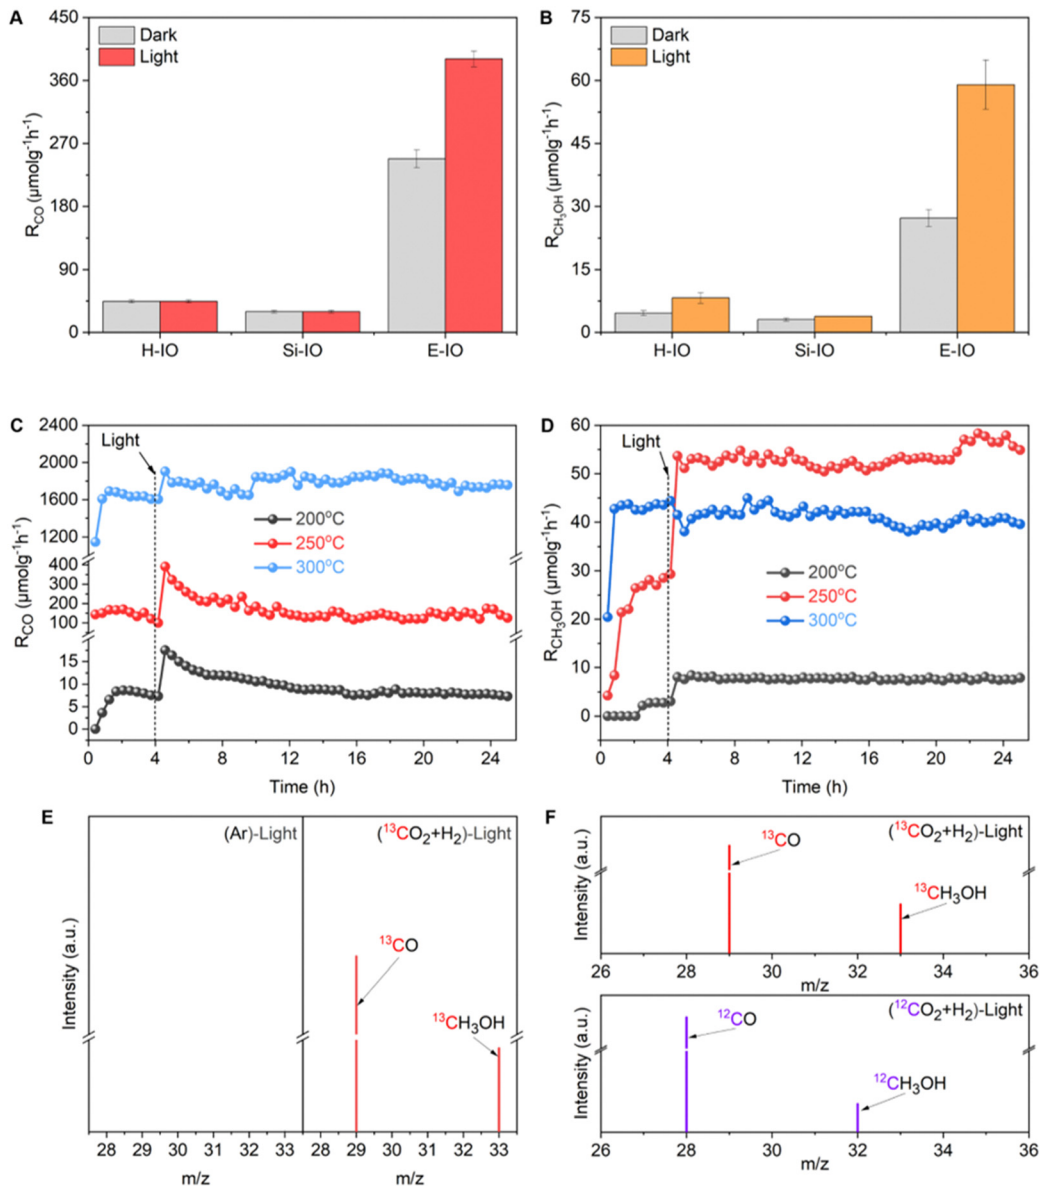 A
450
360
270
180
90
0
R_CO (μmolg⁻¹h⁻¹)
Dark
Light
H-IO
Si-IO
E-IO
B
75
60
45
30
15
0
R_CH₃OH (μmolg⁻¹h⁻¹)
Dark
Light
H-IO
Si-IO
E-IO
C
2400
2000
1600
1200
400
300
200
100
15
10
5
0
R_CO (μmolg⁻¹h⁻¹)
Light
200°C
250°C
300°C
0 4 8 12 16 20 24
Time (h)
D
60
50
40
30
20
10
0
R_CH₃OH (μmolg⁻¹h⁻¹)
Light
200°C
250°C
300°C
0 4 8 12 16 20 24
Time (h)
E
Intensity (a.u.)
(Ar)-Light
(¹³CO₂+H₂)-Light
¹³CO
¹³CH₃OH
28 29 30 31 32 33 28 29 30 31 32 33
m/z m/z
F
Intensity (a.u.)
(¹³CO₂+H₂)-Light
¹³CO
¹³CH₃OH
26 28 30 32 34 36
m/z
Intensity (a.u.)
(¹²CO₂+H₂)-Light
¹²CO
¹²CH₃OH
26 28 30 32 34 36
m/z